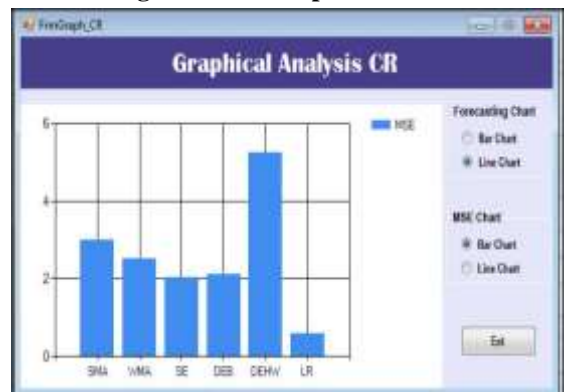 FrmGraph_CR
Graphical Analysis CR
6
4
2
0
SMA WMA SE DEB DEHW LR
MSE
Forecasting Chart
Bar Chart
Line Chart
MSE Chart
Bar Chart
Line Chart
Exit